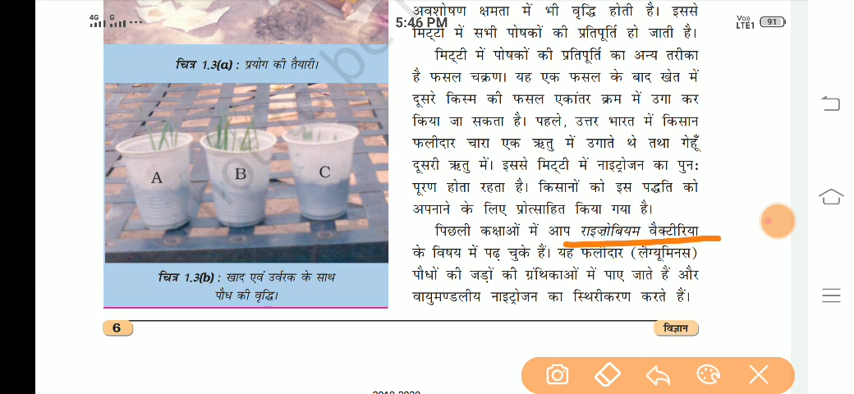 4G G
5:46 PM
Vo)) LTE1
91
अवशोषण क्षमता में भी वृद्धि होती है। इससे
मिट्टी में सभी पोषकों की प्रतिपूर्ति हो जाती है।
मिट्टी में पोषकों की प्रतिपूर्ति का अन्य तरीका
है फसल चक्रण। यह एक फसल के बाद खेत में
दूसरे किस्म की फसल एकांतर क्रम में उगा कर
किया जा सकता है। पहले, उत्तर भारत में किसान
फलीदार चारा एक ऋतु में उगाते थे तथा गेहूँ
दूसरी ऋतु में। इससे मिट्टी में नाइट्रोजन का पुनः
पूरण होता रहता है। किसानों को इस पद्धति को
अपनाने के लिए प्रोत्साहित किया गया है।
पिछली कक्षाओं में आप राइज़ोबियम वैक्टीरिया
के विषय में पढ़ चुके हैं। यह फलीदार (लैग्यूमिनस)
पौधों की जड़ों की ग्रंथिकाओं में पाए जाते हैं और
वायुमण्डलीय नाइट्रोजन का स्थिरीकरण करते हैं।
चित्र 1.3(a) : प्रयोग की तैयारी।
A B C
चित्र 1.3(b) : खाद एवं उर्वरक के साथ
पौध की वृद्धि।
6
विज्ञान